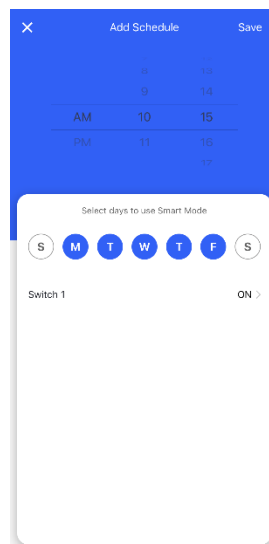 Add Schedule Save
8 13
9 14
AM 10 15
PM 11 16
17
Select days to use Smart Mode
S M T W T F S
Switch 1 ON